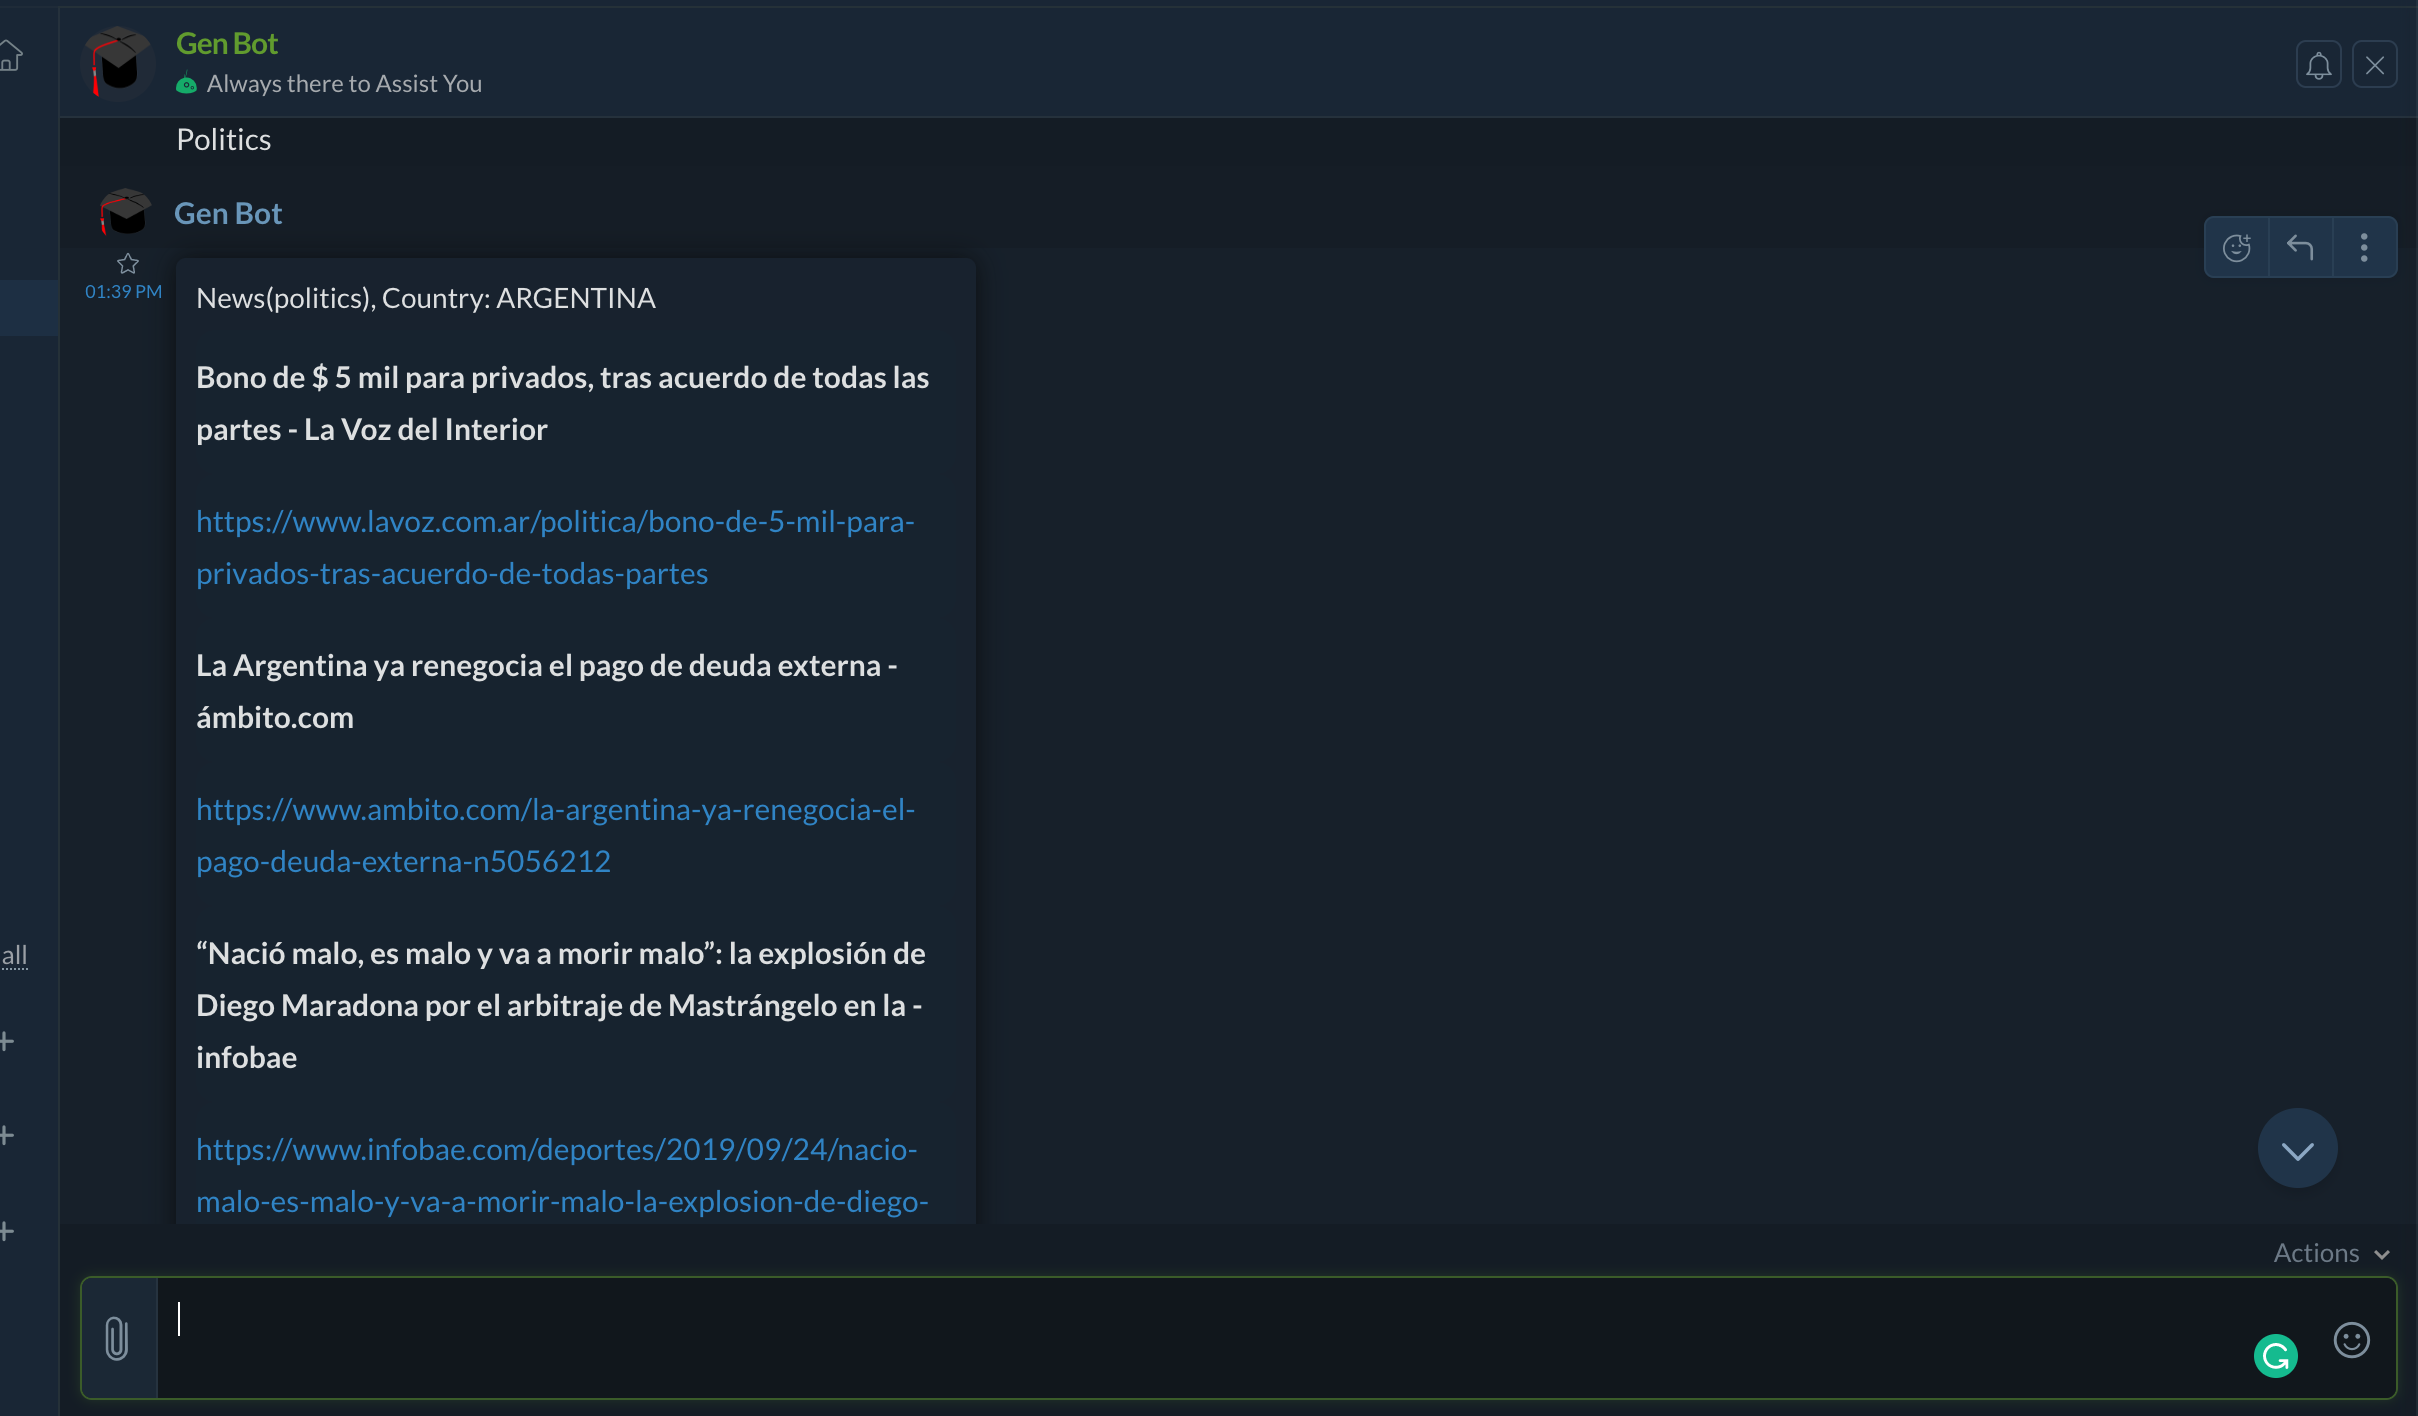 Gen Bot
Always there to Assist You
Politics
Gen Bot
01:39 PM
News(politics), Country: ARGENTINA
Bono de $ 5 mil para privados, tras acuerdo de todas las
partes - La Voz del Interior
https://www.lavoz.com.ar/politica/bono-de-5-mil-para-
privados-tras-acuerdo-de-todas-partes
La Argentina ya renegocia el pago de deuda externa -
ámbito.com
https://www.ambito.com/la-argentina-ya-renegocia-el-
pago-deuda-externa-n5056212
“Nació malo, es malo y va a morir malo”: la explosión de
Diego Maradona por el arbitraje de Mastrángelo en la -
infobae
https://www.infobae.com/deportes/2019/09/24/nacio-
malo-es-malo-y-va-a-morir-malo-la-explosion-de-diego-
all
Actions